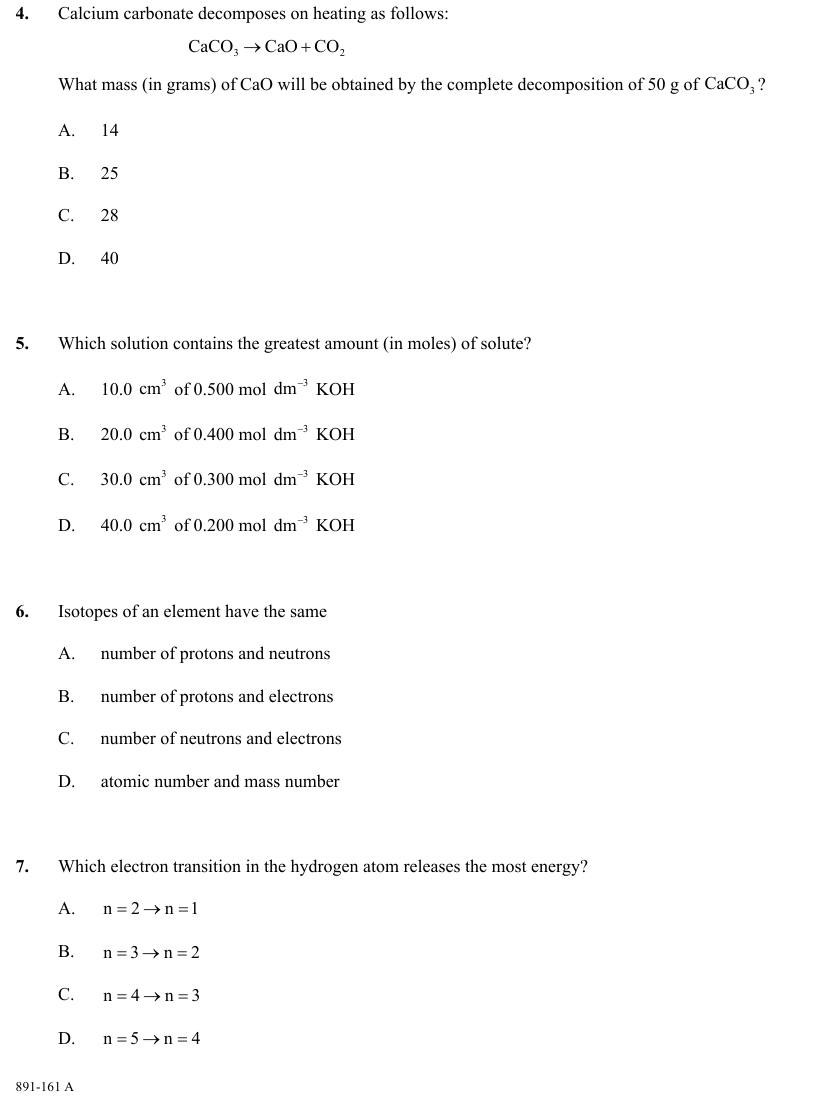 4. Calcium carbonate decomposes on heating as follows:
CaCO₃ → CaO + CO₂
What mass (in grams) of CaO will be obtained by the complete decomposition of 50 g of CaCO₃?
A. 14
B. 25
C. 28
D. 40
5. Which solution contains the greatest amount (in moles) of solute?
A. 10.0 cm³ of 0.500 mol dm⁻³ KOH
B. 20.0 cm³ of 0.400 mol dm⁻³ KOH
C. 30.0 cm³ of 0.300 mol dm⁻³ KOH
D. 40.0 cm³ of 0.200 mol dm⁻³ KOH
6. Isotopes of an element have the same
A. number of protons and neutrons
B. number of protons and electrons
C. number of neutrons and electrons
D. atomic number and mass number
7. Which electron transition in the hydrogen atom releases the most energy?
A. n = 2 → n = 1
B. n = 3 → n = 2
C. n = 4 → n = 3
D. n = 5 → n = 4
891-161 A